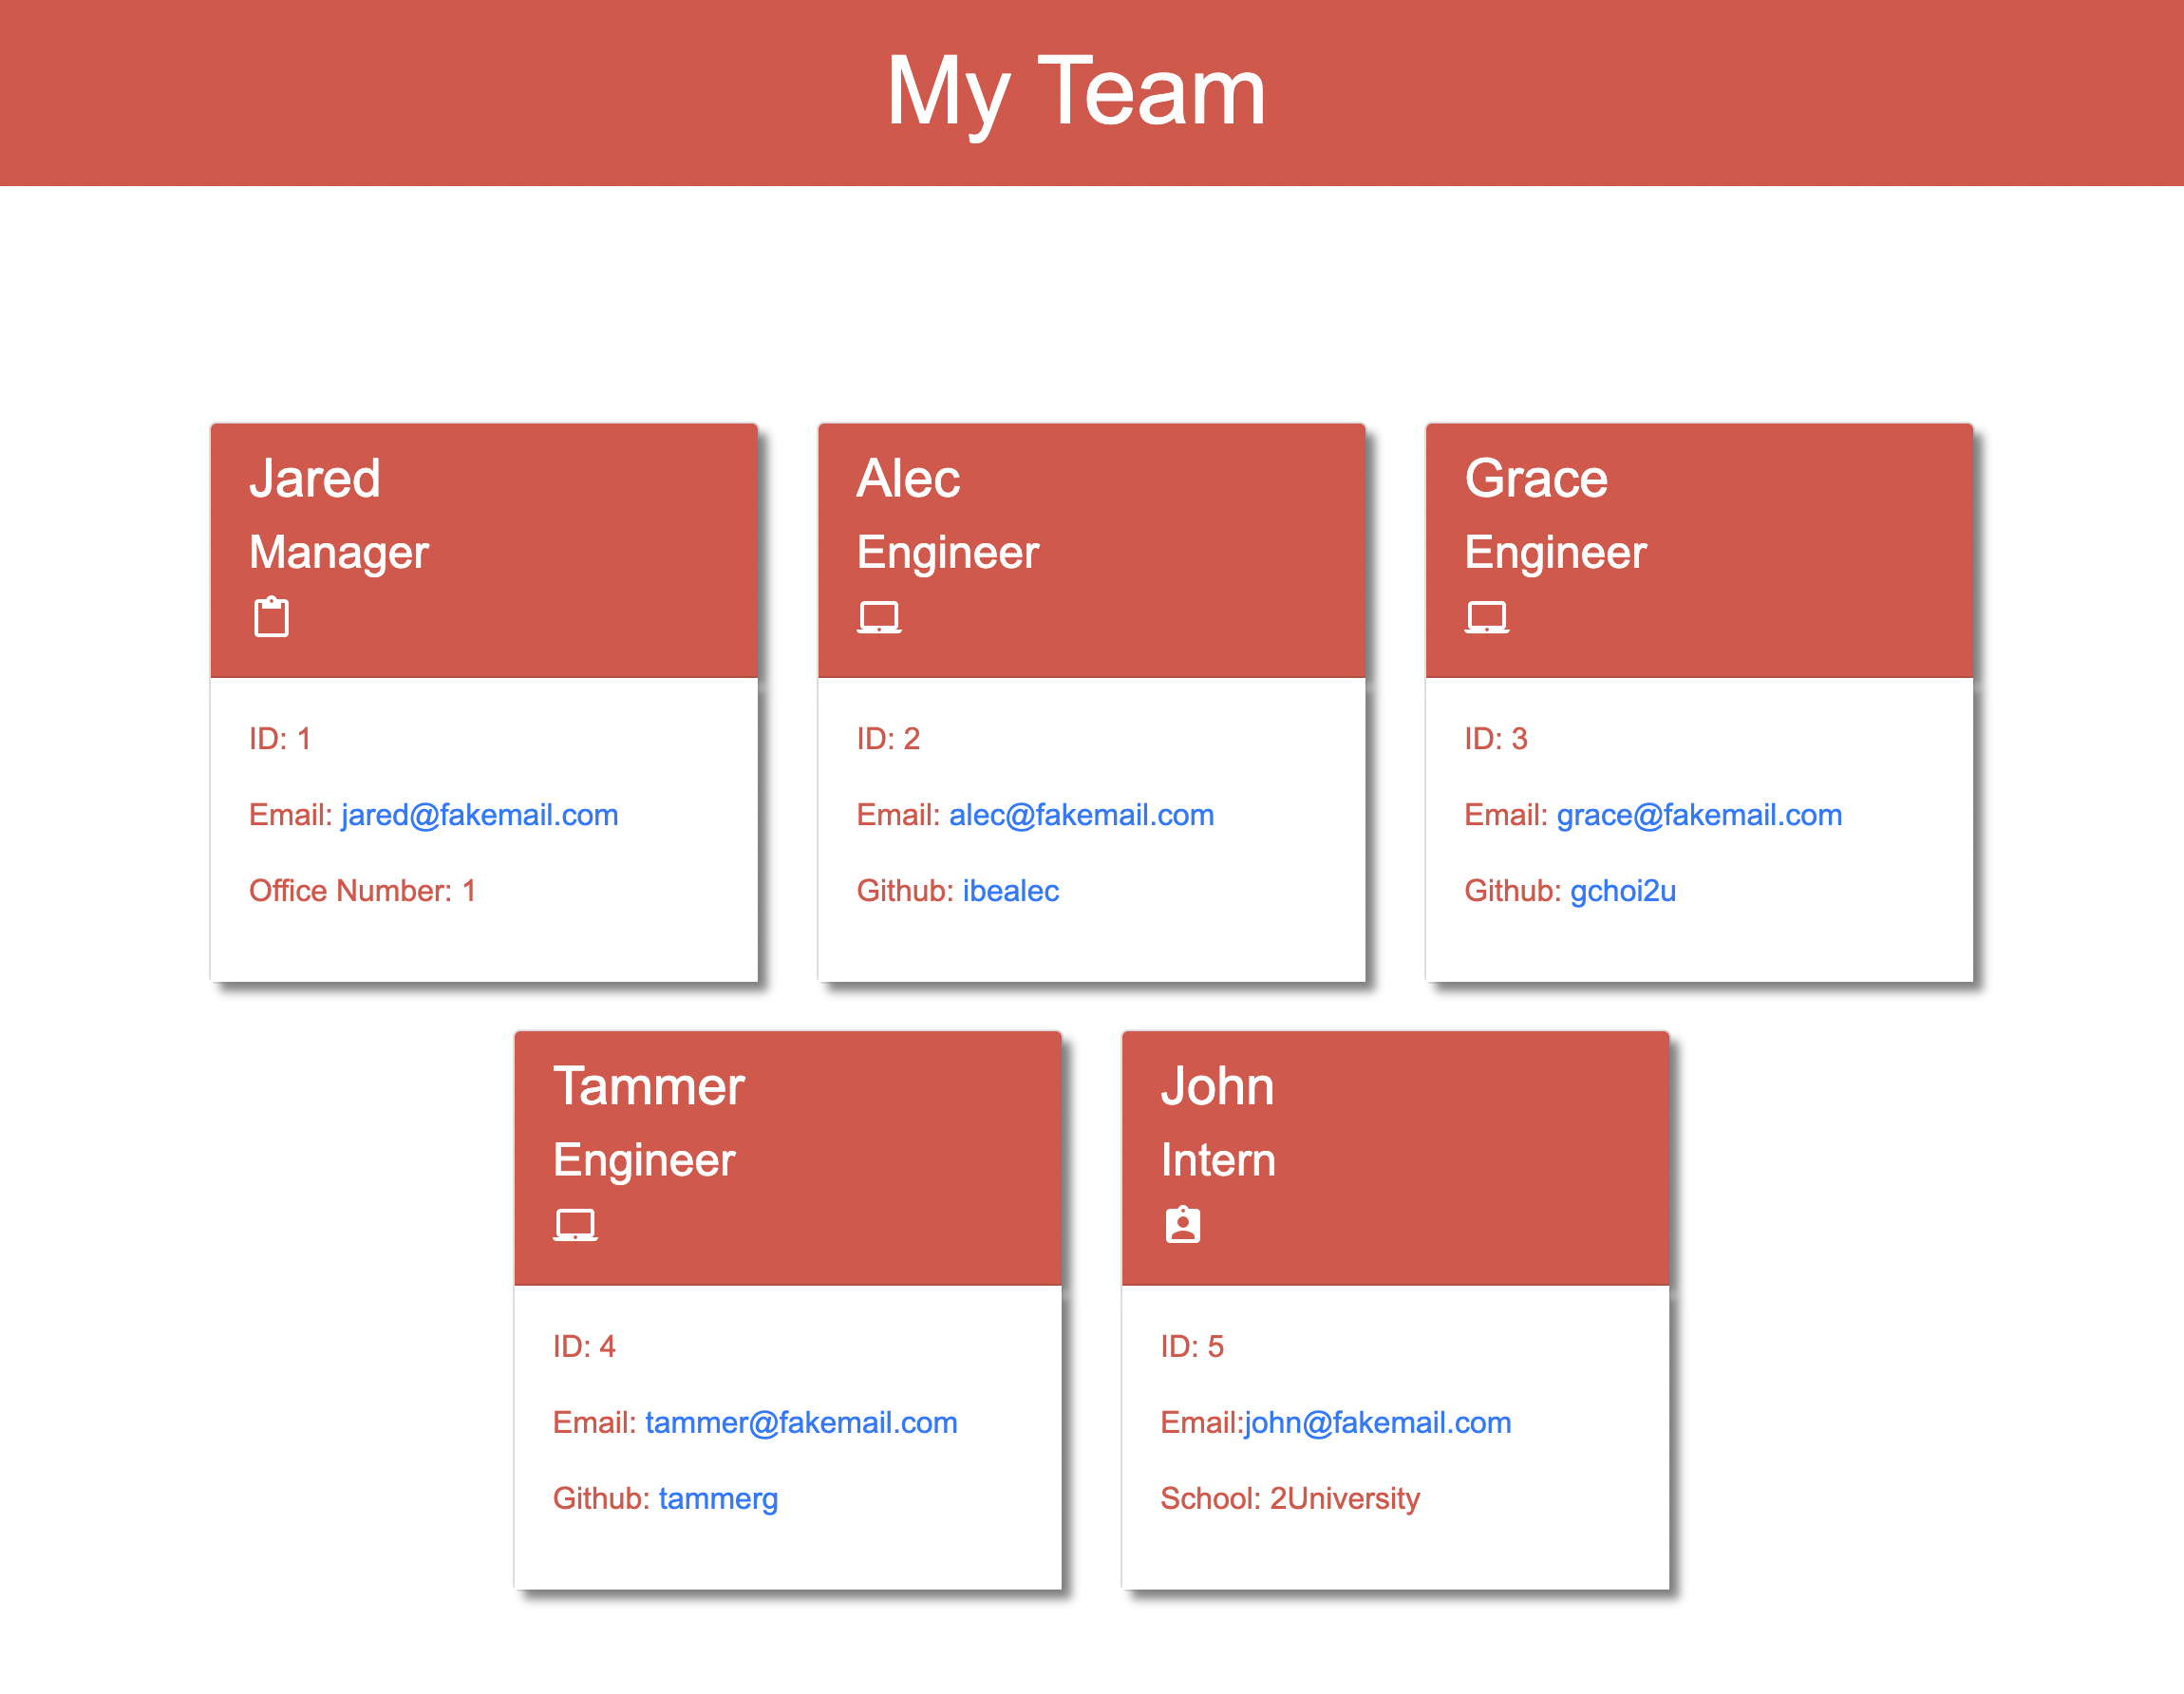 My Team
Jared
Manager
ID: 1
Email: jared@fakemail.com
Office Number: 1
Alec
Engineer
ID: 2
Email: alec@fakemail.com
Github: ibealec
Grace
Engineer
ID: 3
Email: grace@fakemail.com
Github: gchoi2u
Tammer
Engineer
ID: 4
Email: tammer@fakemail.com
Github: tammerg
John
Intern
ID: 5
Email:john@fakemail.com
School: 2University